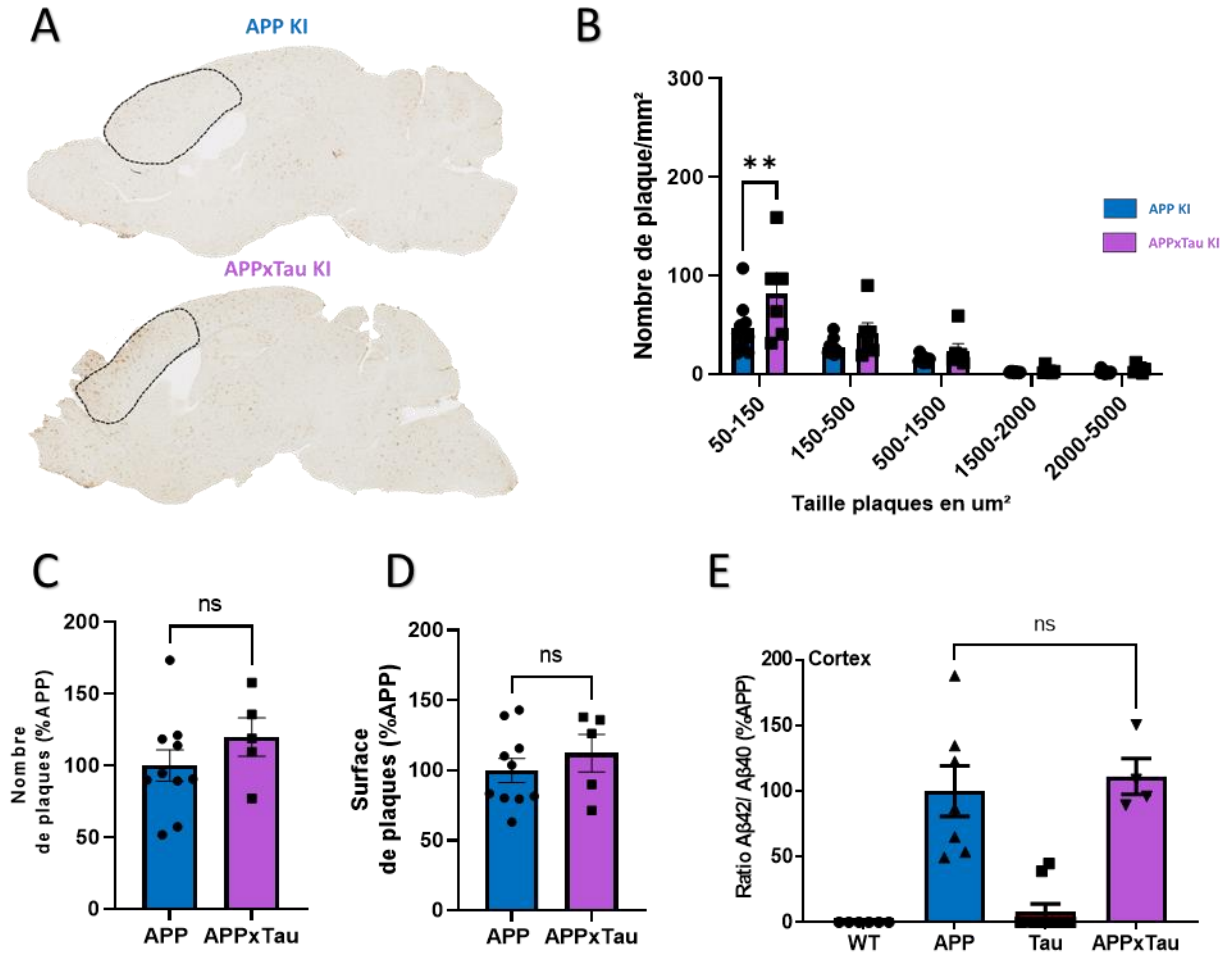 A
APP KI
APPxTau KI
B
Nombre de plaque/mm²
300
200
100
0
**
50-150
150-500
500-1500
1500-2000
2000-5000
Taille plaques en um²
APP KI
APPxTau KI
C
Nombre
de plaques (%APP)
200
150
100
50
0
ns
APP
APPxTau
D
Surface
de plaques (%APP)
200
150
100
50
0
ns
APP
APPxTau
E
Ratio Aβ42/ Aβ40 (%APP)
200
150
100
50
0
Cortex
ns
WT
APP
Tau
APPxTau